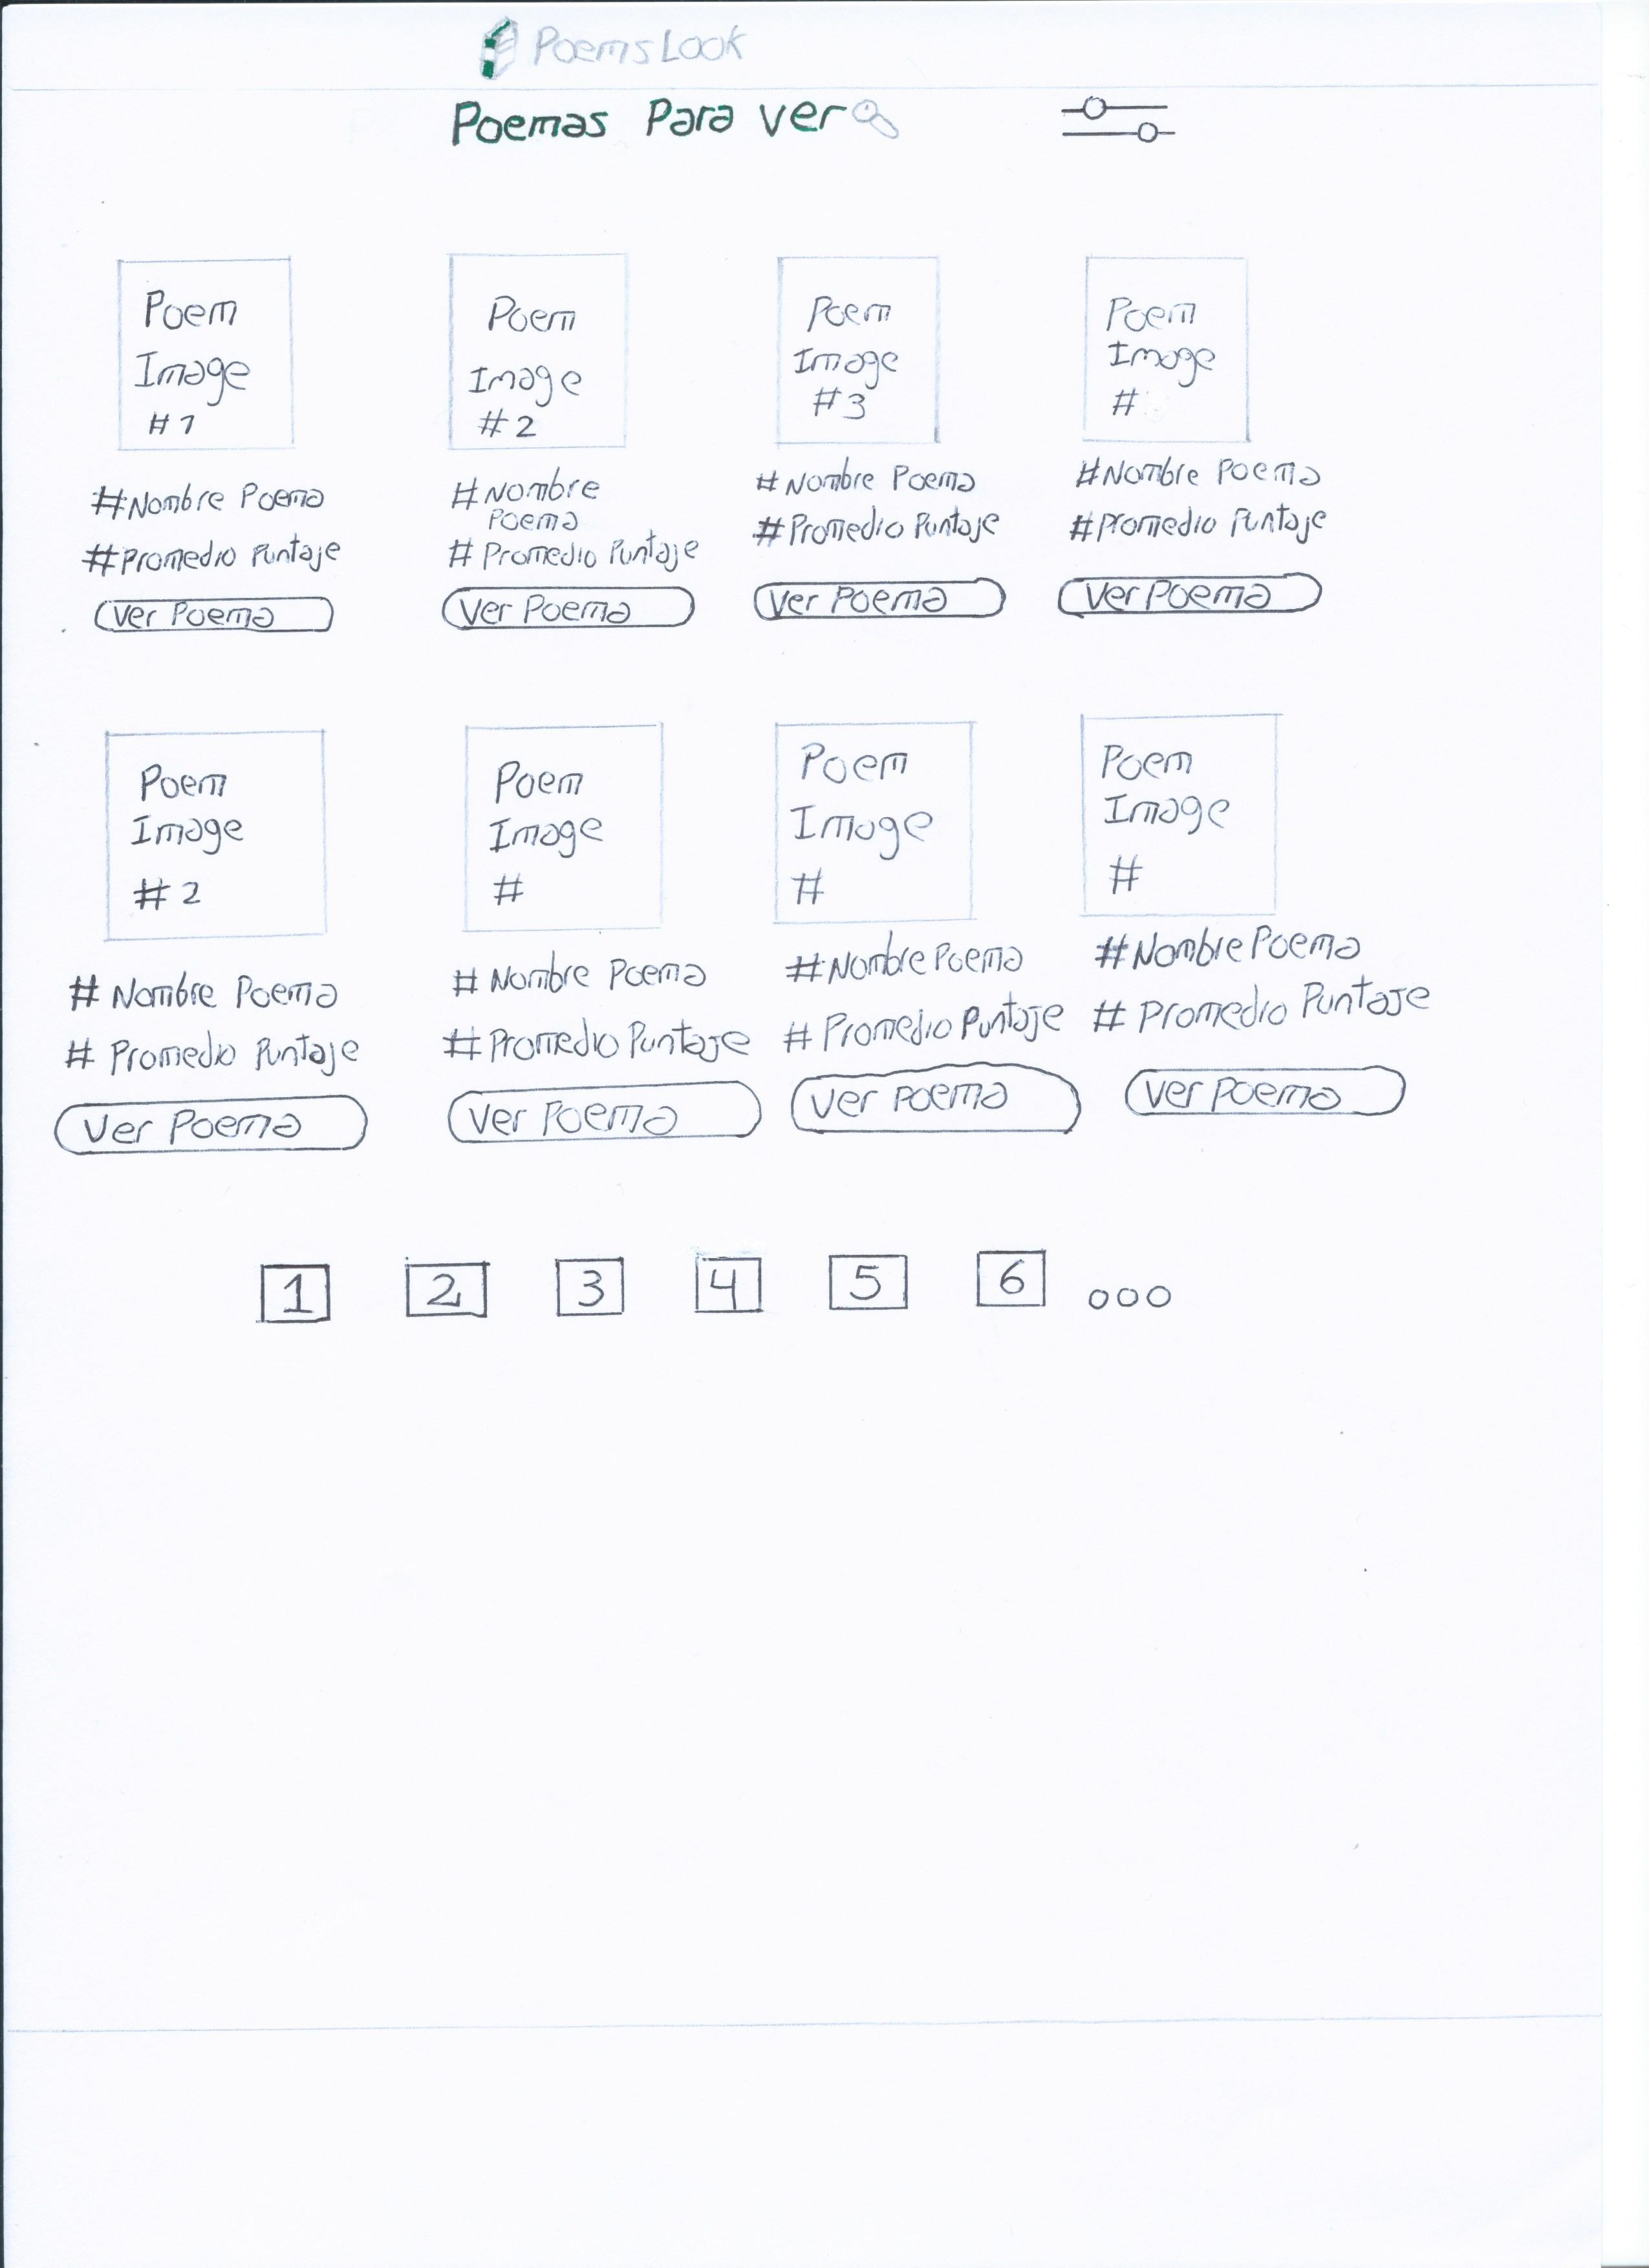 PoemsLook
Poemas Para ver
Poem
Image
#1
Poem
Image
#2
Poem
Image
#3
Poem
Image
#
#Nombre Poema
#Promedio Puntaje
Ver Poema
#Nombre
Poema
# Promedio Puntaje
Ver Poema
#Nombre Poema
#Promedio Puntaje
Ver Poema
#Nombre Poema
#Promedio Puntaje
Ver Poema
Poem
Image
#2
Poem
Image
#
Poem
Image
#
Poem
Image
#
# Nombre Poema
# Promedio Puntaje
Ver Poema
# Nombre Poema
#Promedio Puntaje
Ver Poema
#Nombre Poema
# Promedio Puntaje
Ver Poema
#Nombre Poema
# Promedio Puntaje
Ver Poema
1 2 3 4 5 6 ooo